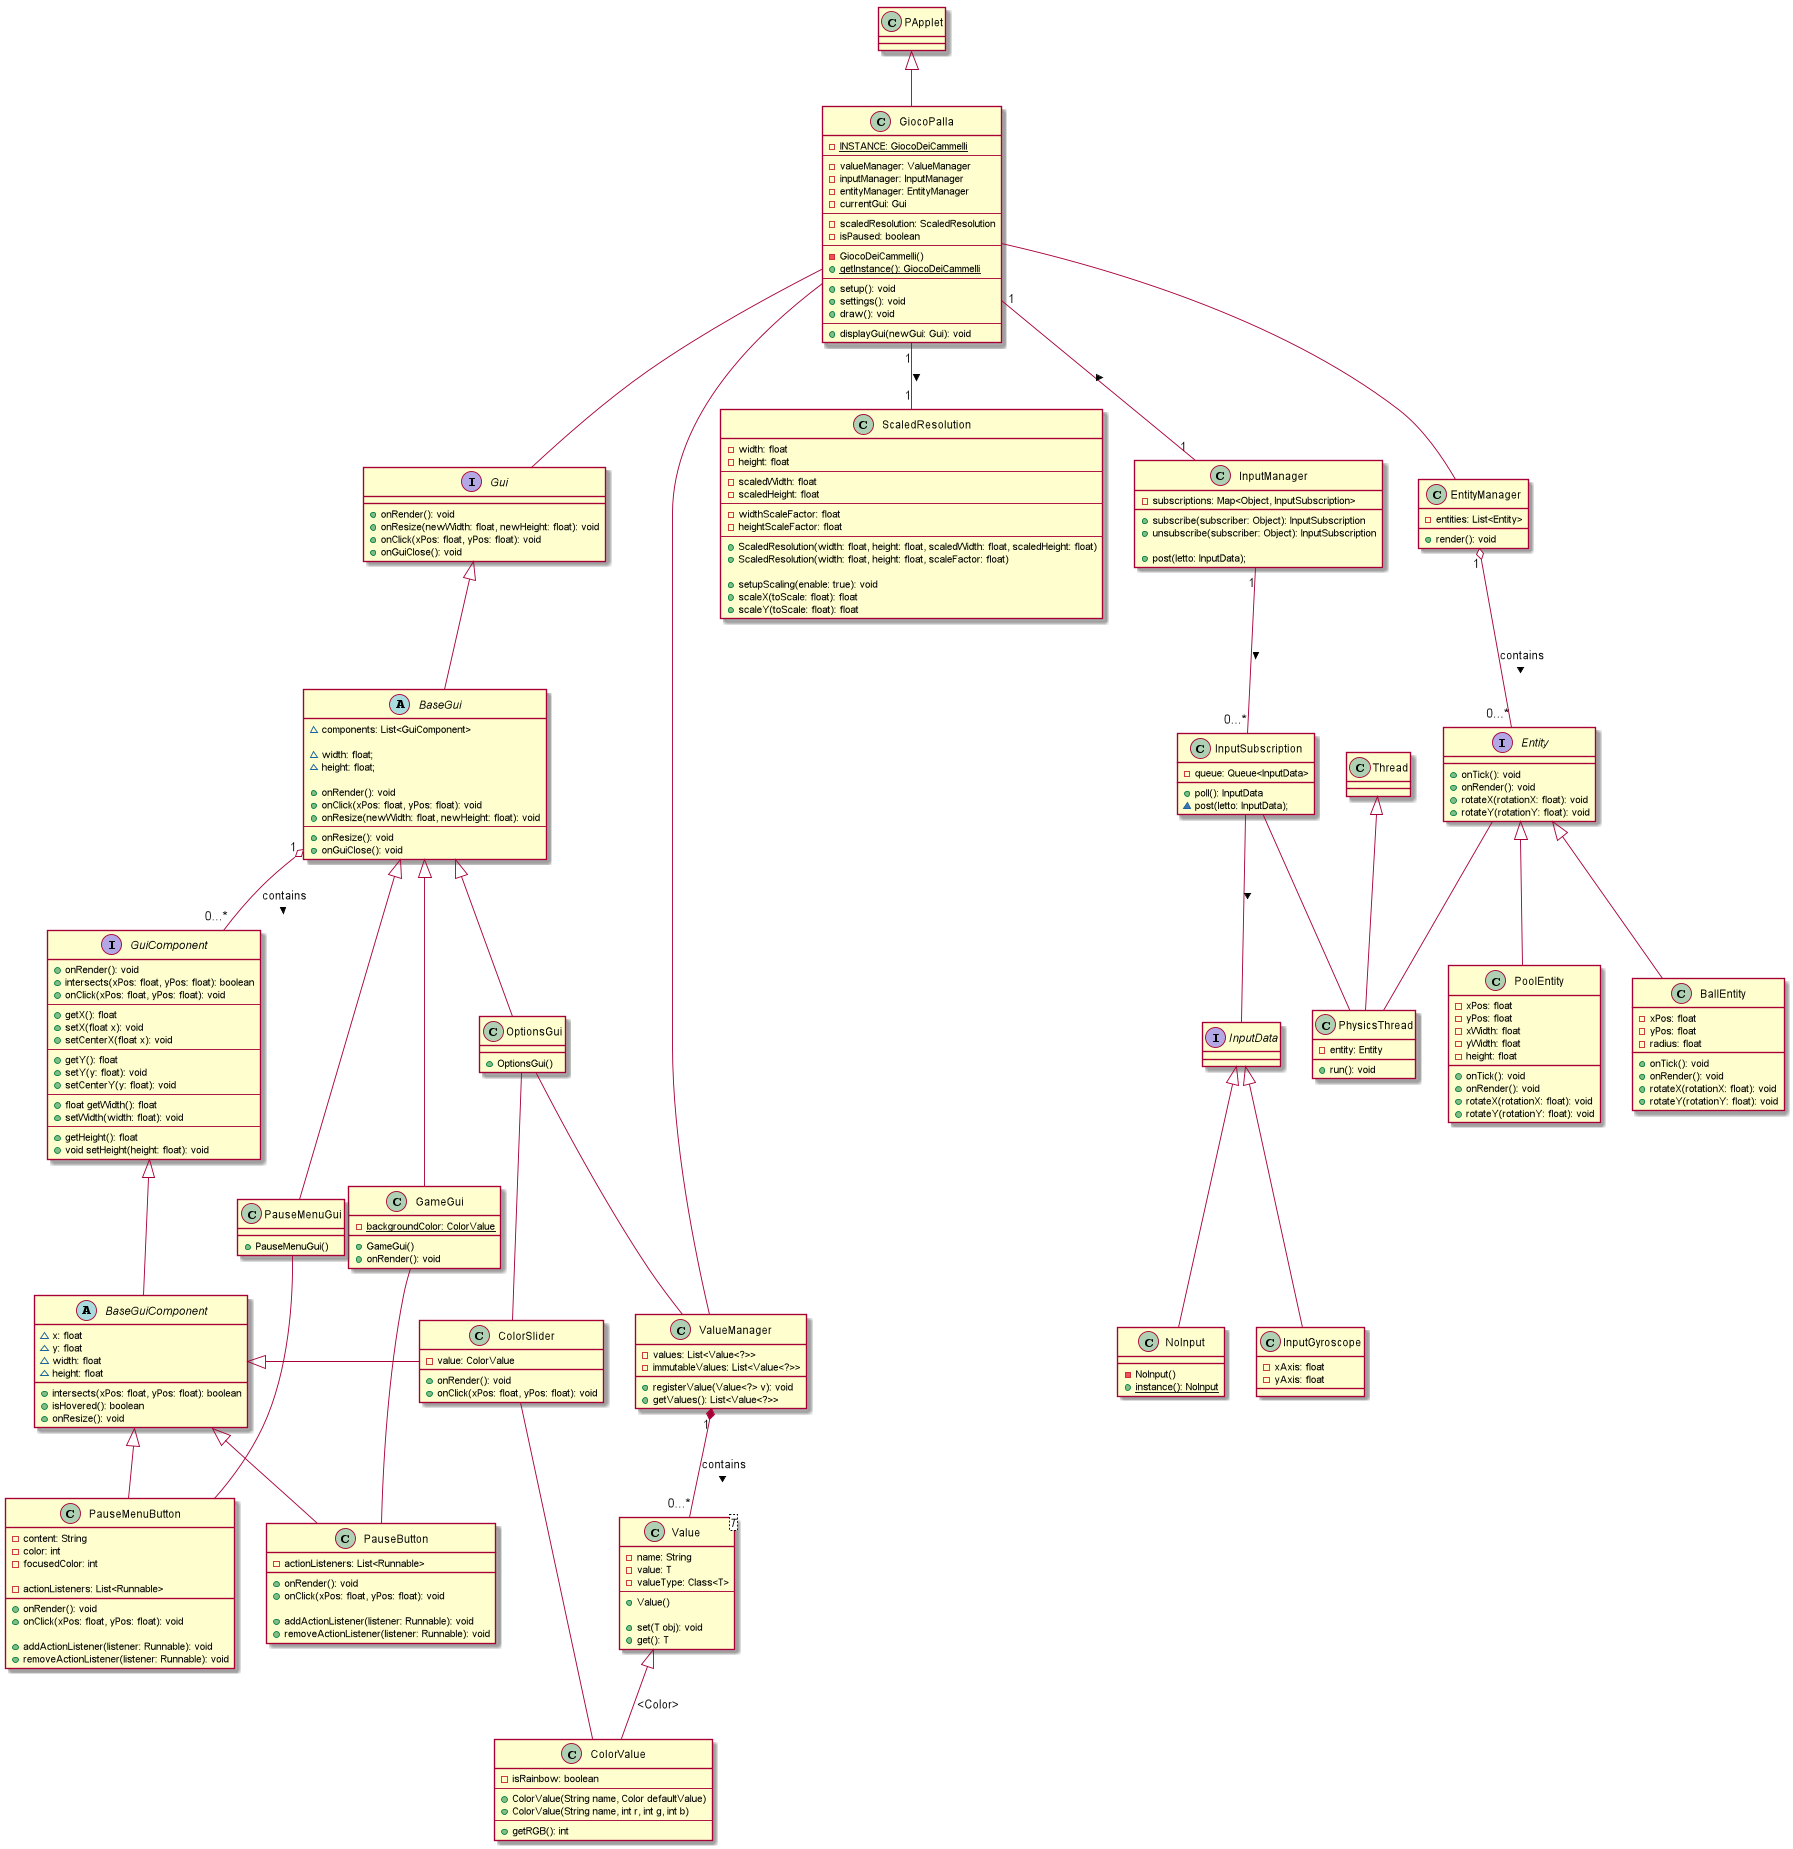 C PApplet
C GiocoPalla
INSTANCE: GiocoDeiCammelli
valueManager: ValueManager
inputManager: InputManager
entityManager: EntityManager
currentGui: Gui
scaledResolution: ScaledResolution
isPaused: boolean
GiocoDeiCammelli()
getInstance(): GiocoDeiCammelli
setup(): void
settings(): void
draw(): void
displayGui(newGui: Gui): void
1
1
1
1
C ScaledResolution
width: float
height: float
scaledWidth: float
scaledHeight: float
widthScaleFactor: float
heightScaleFactor: float
ScaledResolution(width: float, height: float, scaledWidth: float, scaledHeight: float)
ScaledResolution(width: float, height: float, scaleFactor: float)
setupScaling(enable: true): void
scaleX(toScale: float): float
scaleY(toScale: float): float
I Gui
onRender(): void
onResize(newWidth: float, newHeight: float): void
onClick(xPos: float, yPos: float): void
onGuiClose(): void
C InputManager
subscriptions: Map<Object, InputSubscription>
subscribe(subscriber: Object): InputSubscription
unsubscribe(subscriber: Object): InputSubscription
post(letto: InputData);
1
0...*
C EntityManager
entities: List<Entity>
render(): void
1
contains
0...*
A BaseGui
components: List<GuiComponent>
width: float;
height: float;
onRender(): void
onClick(xPos: float, yPos: float): void
onResize(newWidth: float, newHeight: float): void
onResize(): void
onGuiClose(): void
1
contains
0...*
C InputSubscription
queue: Queue<InputData>
poll(): InputData
post(letto: InputData);
C Thread
I Entity
onTick(): void
onRender(): void
rotateX(rotationX: float): void
rotateY(rotationY: float): void
I GuiComponent
onRender(): void
intersects(xPos: float, yPos: float): boolean
onClick(xPos: float, yPos: float): void
getX(): float
setX(float x): void
setCenterX(float x): void
getY(): float
setY(y: float): void
setCenterY(y: float): void
float getWidth(): float
setWidth(width: float): void
getHeight(): float
void setHeight(height: float): void
C OptionsGui
OptionsGui()
I InputData
C PhysicsThread
entity: Entity
run(): void
C PoolEntity
xPos: float
yPos: float
xWidth: float
yWidth: float
height: float
onTick(): void
onRender(): void
rotateX(rotationX: float): void
rotateY(rotationY: float): void
C BallEntity
xPos: float
yPos: float
radius: float
onTick(): void
onRender(): void
rotateX(rotationX: float): void
rotateY(rotationY: float): void
C PauseMenuGui
PauseMenuGui()
C GameGui
backgroundColor: ColorValue
GameGui()
onRender(): void
A BaseGuiComponent
x: float
y: float
width: float
height: float
intersects(xPos: float, yPos: float): boolean
isHovered(): boolean
onResize(): void
C ColorSlider
value: ColorValue
onRender(): void
onClick(xPos: float, yPos: float): void
C ValueManager
values: List<Value<?>>
immutableValues: List<Value<?>>
registerValue(Value<?> v): void
getValues(): List<Value<?>>
1
contains
0...*
C NoInput
NoInput()
instance(): NoInput
C InputGyroscope
xAxis: float
yAxis: float
C PauseMenuButton
content: String
color: int
focusedColor: int
actionListeners: List<Runnable>
onRender(): void
onClick(xPos: float, yPos: float): void
addActionListener(listener: Runnable): void
removeActionListener(listener: Runnable): void
C PauseButton
actionListeners: List<Runnable>
onRender(): void
onClick(xPos: float, yPos: float): void
addActionListener(listener: Runnable): void
removeActionListener(listener: Runnable): void
C Value T
name: String
value: T
valueType: Class<T>
Value()
set(T obj): void
get(): T
<Color>
C ColorValue
isRainbow: boolean
ColorValue(String name, Color defaultValue)
ColorValue(String name, int r, int g, int b)
getRGB(): int